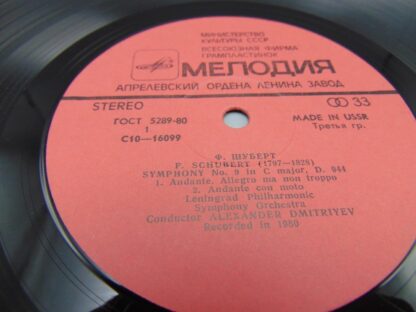 МИНИСТЕРСТВО
КУЛЬТУРЫ СССР
ВСЕСОЮЗНАЯ ФИРМА
ГРАМПЛАСТИНОК
МЕЛОДИЯ
АПРЕЛЕВСКИЙ ОРДЕНА ЛЕНИНА ЗАВОД
STEREO
33
ГОСТ 5289-80
MADE IN USSR
1
Третья гр.
С10—16099
Ф. ШУБЕРТ
F. SCHUBERT (1797-1828)
SYMPHONY No. 9 in C major, D. 944
1. Andante, Allegro ma non troppo
2. Andante con moto
Leningrad Philharmonic
Symphony Orchestra
Conductor ALEXANDER DMITRIYEV
Recorded in 1980